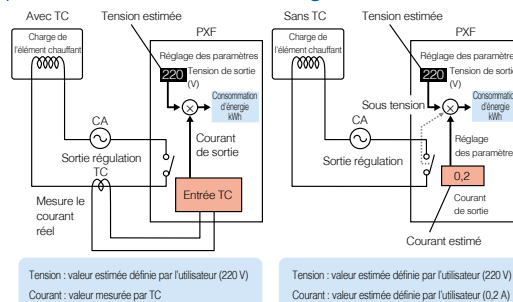 Avec TC
Tension estimée
PXF
Charge de
l'élément chauffant
Réglage des paramètres
220
Tension de sortie
(V)
Consommation
d'énergie
kWh
CA
Courant
de sortie
Sortie régulation
TC
Entrée TC
Mesure le
courant
réel
Tension : valeur estimée définie par l'utilisateur (220 V)
Courant : valeur mesurée par TC
Sans TC
Tension estimée
PXF
Charge de
l'élément chauffant
Réglage des paramètres
220
Tension de sortie
(V)
Consommation
d'énergie
kWh
Sous tension
CA
Sortie régulation
Réglage
des paramètres
0,2
Courant
de sortie
Courant estimé
Tension : valeur estimée définie par l'utilisateur (220 V)
Courant : valeur estimée définie par l'utilisateur (0,2 A)